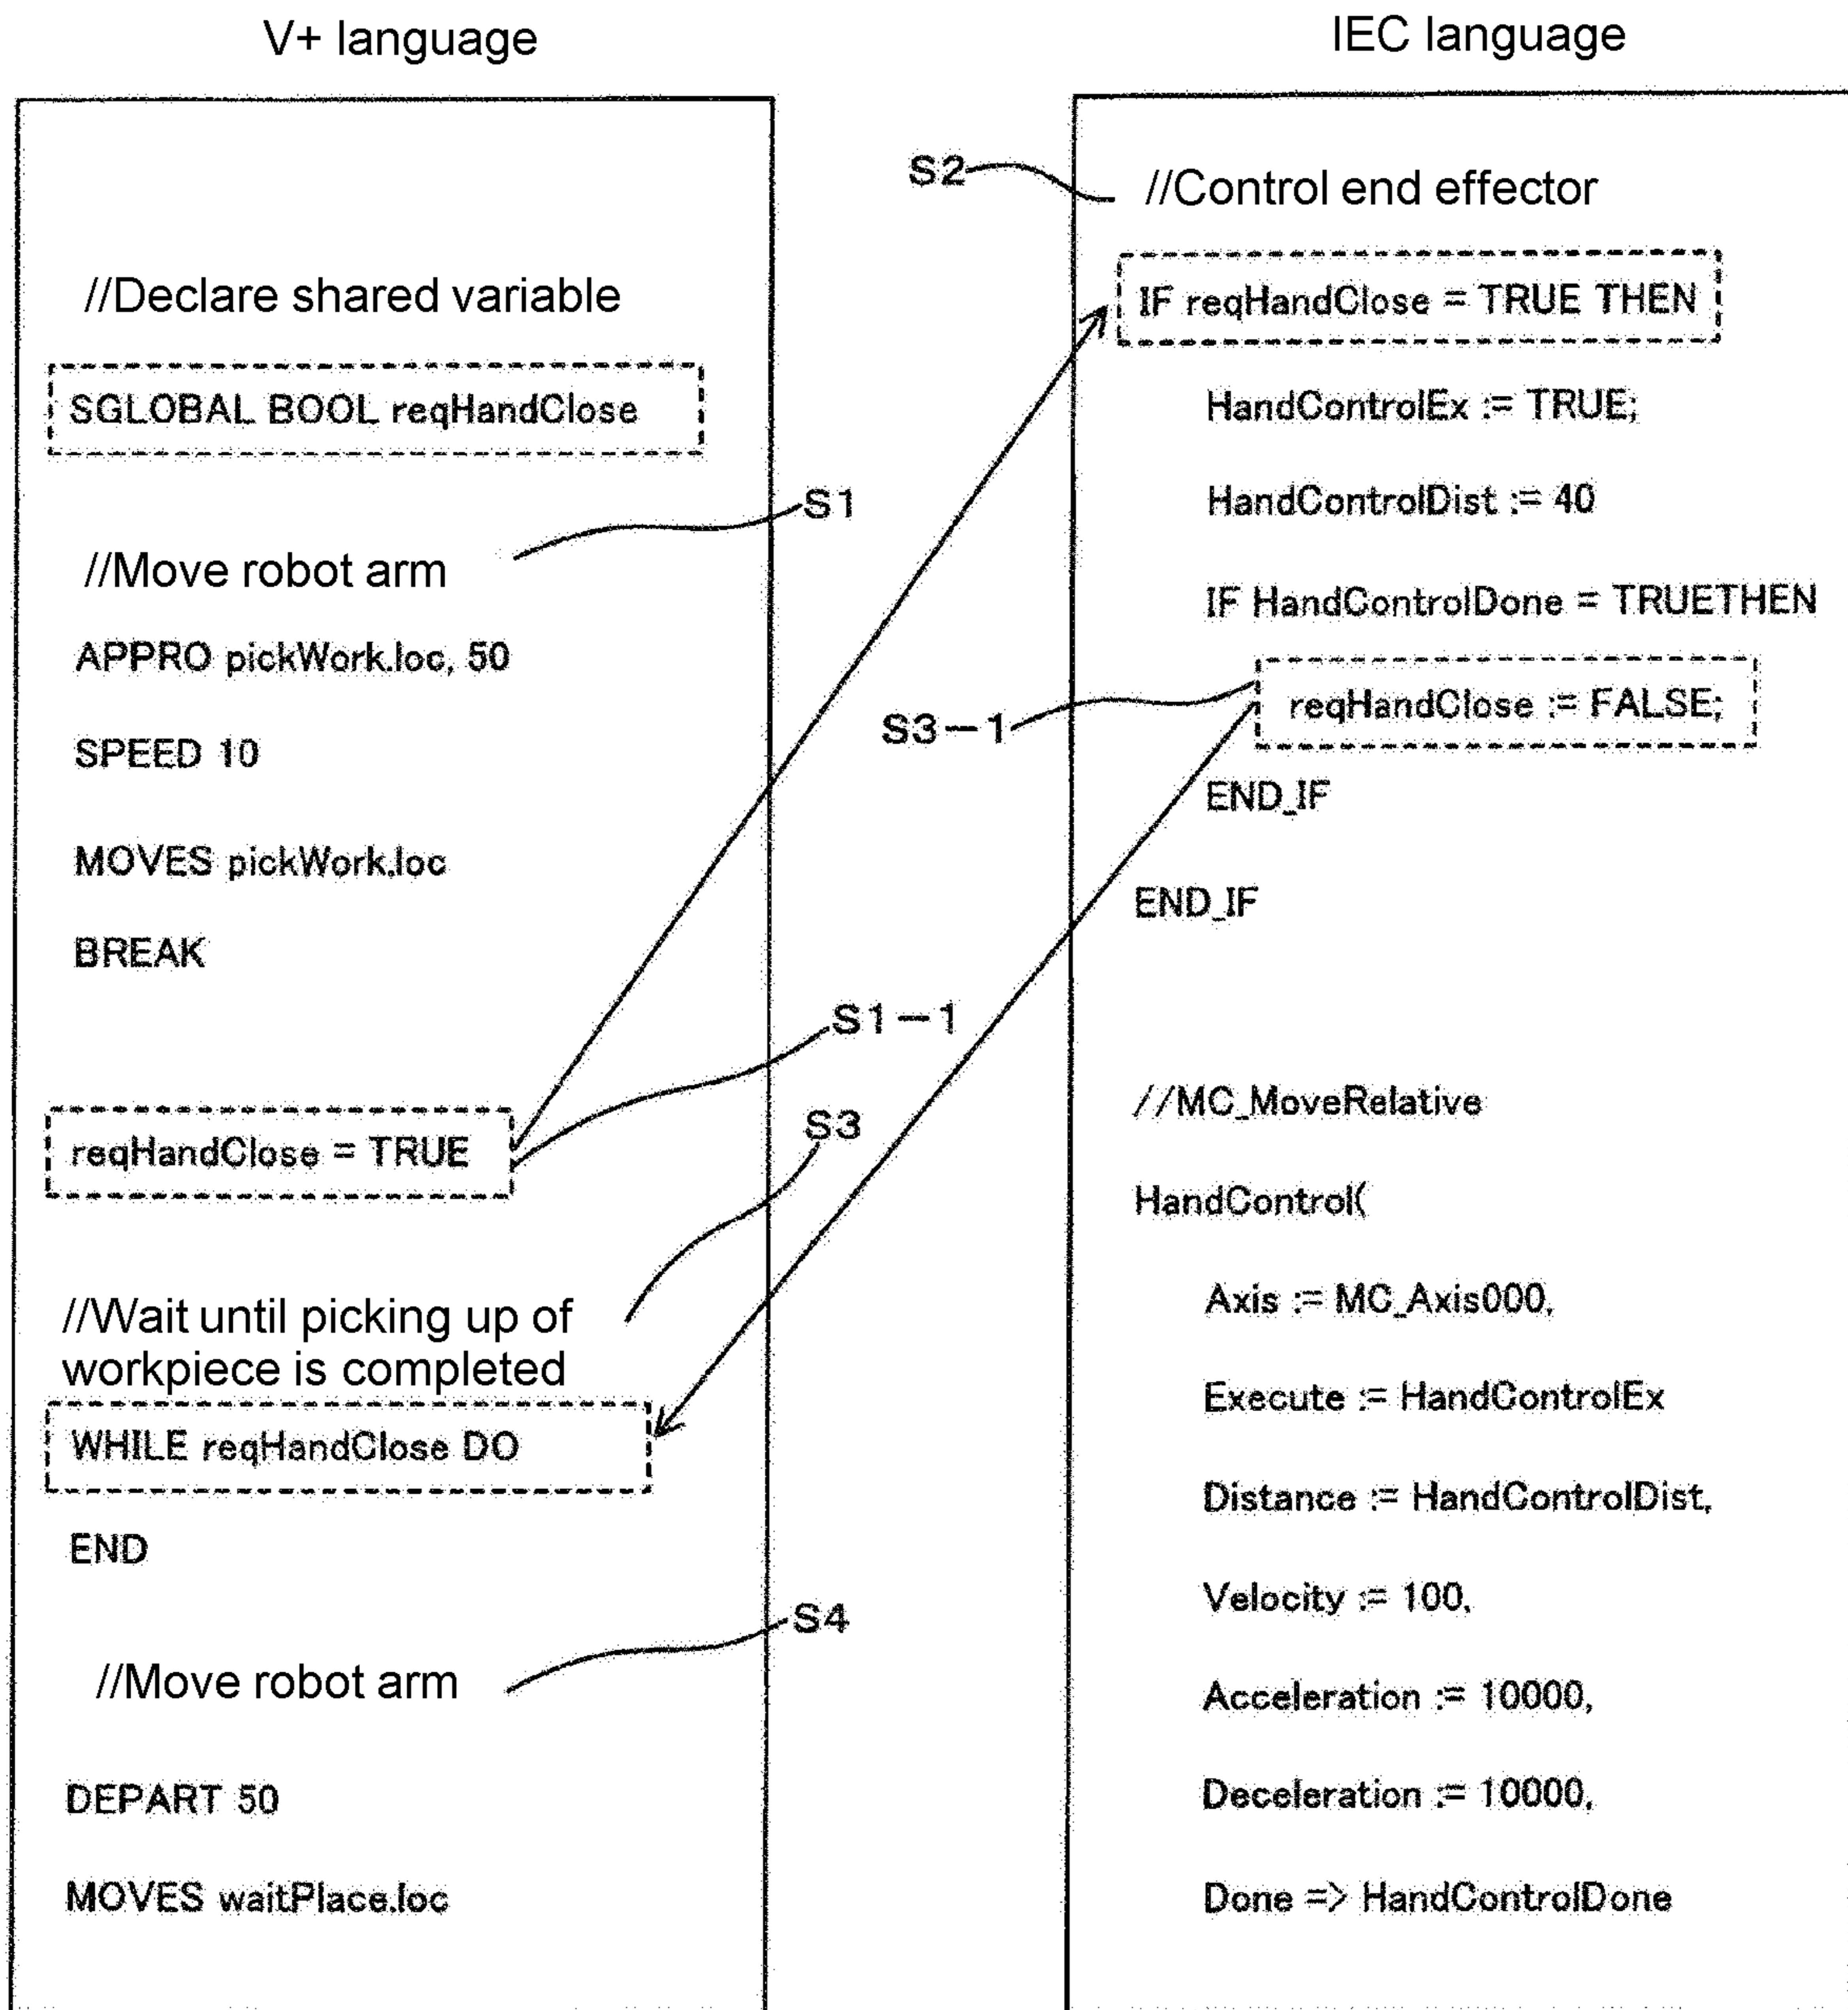 V+ language
//Declare shared variable
SGLOBAL BOOL reqHandClose
S1
//Move robot arm
APPRO pickWork.loc, 50
SPEED 10
MOVES pickWork.loc
BREAK
S1-1
reqHandClose = TRUE
S3
//Wait until picking up of
workpiece is completed
WHILE reqHandClose DO
END
S4
//Move robot arm
DEPART 50
MOVES waitPlace.loc
IEC language
S2
//Control end effector
IF reqHandClose = TRUE THEN
HandControlEx := TRUE;
HandControlDist := 40
IF HandControlDone = TRUETHEN
S3-1
reqHandClose := FALSE;
END_IF
END_IF
//MC_MoveRelative
HandControl(
Axis := MC_Axis000,
Execute := HandControlEx
Distance := HandControlDist,
Velocity := 100,
Acceleration := 10000,
Deceleration := 10000,
Done => HandControlDone